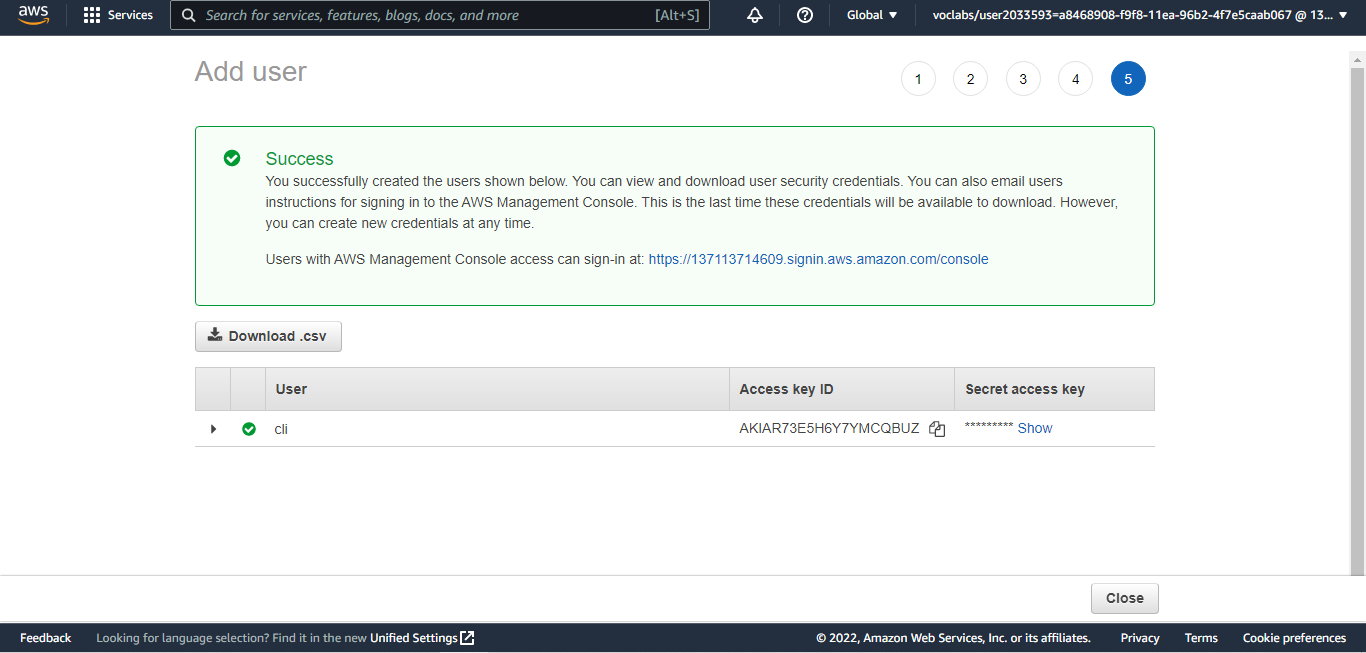 aws
Services
Search for services, features, blogs, docs, and more
[Alt+S]
Global
voclabs/user2033593=a8468908-f9f8-11ea-96b2-4f7e5caab067 @ 13...
Add user
1
2
3
4
5
Success
You successfully created the users shown below. You can view and download user security credentials. You can also email users
instructions for signing in to the AWS Management Console. This is the last time these credentials will be available to download. However,
you can create new credentials at any time.
Users with AWS Management Console access can sign-in at: https://137113714609.signin.aws.amazon.com/console
Download .csv
User
Access key ID
Secret access key
cli
AKIAR73E5H6Y7YMCQBUZ
********* Show
Close
Feedback
Looking for language selection? Find it in the new Unified Settings
© 2022, Amazon Web Services, Inc. or its affiliates.
Privacy
Terms
Cookie preferences